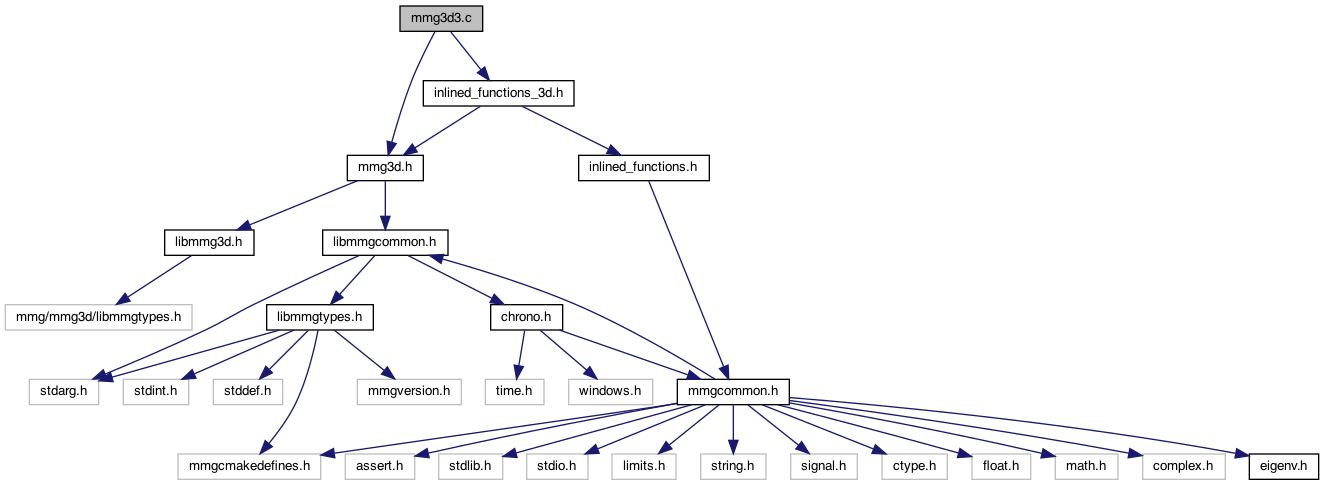 mmg3d3.c
inlined_functions_3d.h
mmg3d.h
inlined_functions.h
libmmg3d.h
libmmgcommon.h
mmg/mmg3d/libmmgtypes.h
libmmgtypes.h
chrono.h
stdarg.h
stdint.h
stddef.h
mmgversion.h
time.h
windows.h
mmgcommon.h
mmgcmakedefines.h
assert.h
stdlib.h
stdio.h
limits.h
string.h
signal.h
ctype.h
float.h
math.h
complex.h
eigenv.h